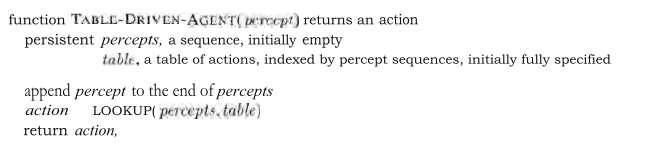 function TABLE-DRIVEN-AGENT(percept) returns an action
persistent percepts, a sequence, initially empty
table, a table of actions, indexed by percept sequences, initially fully specified
append percept to the end of percepts
action LOOKUP(percepts, table)
return action,